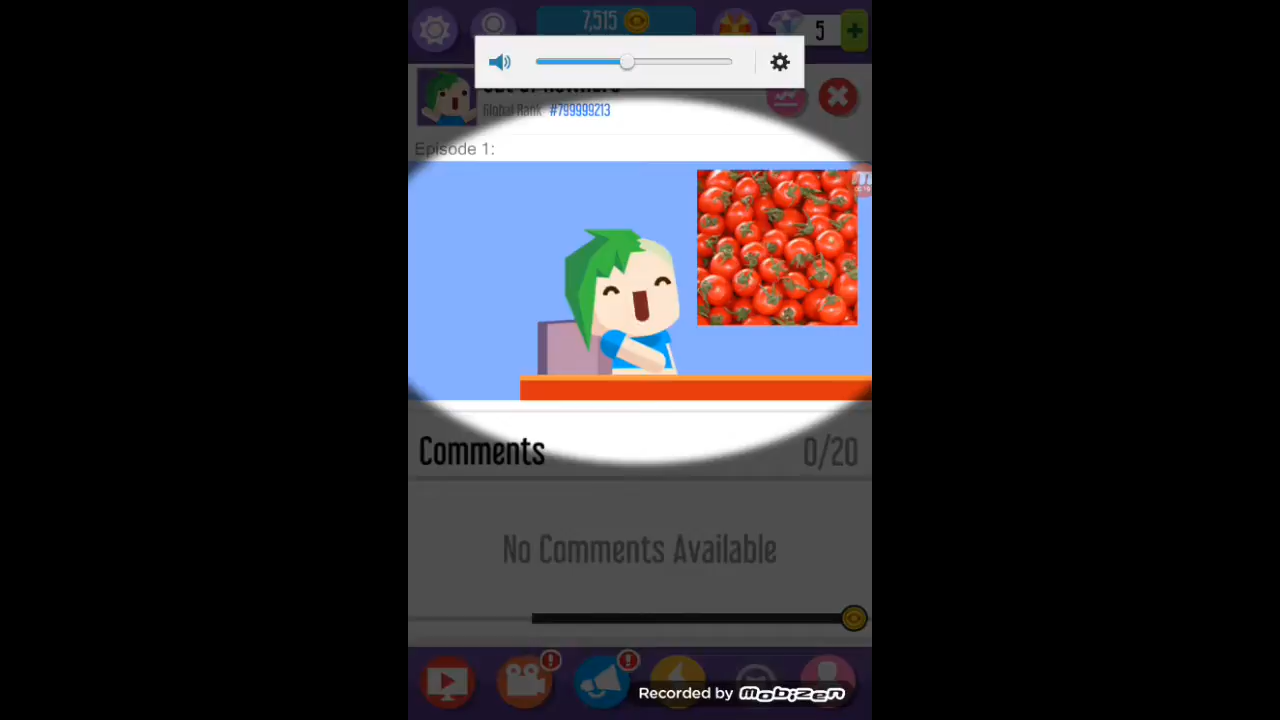 7,515
5
Global Rank #799999213
Episode 1:
Comments
0/20
No Comments Available
Recorded by mobizen